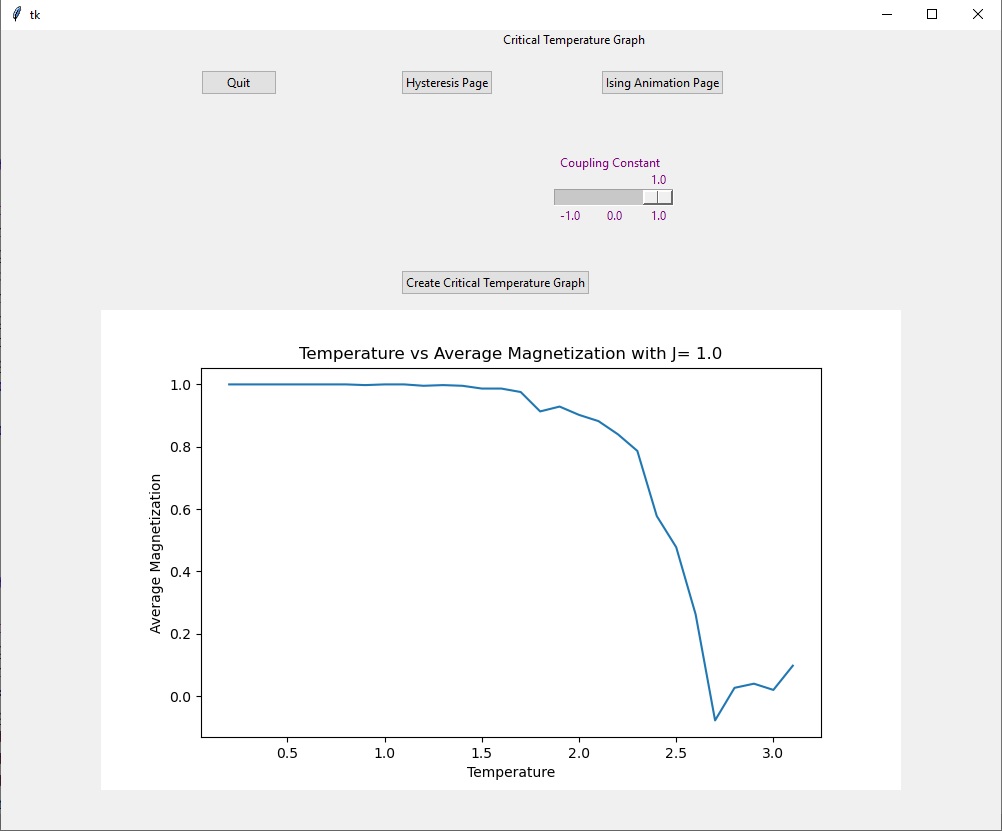 tk
Critical Temperature Graph
Quit Hysteresis Page Ising Animation Page
Coupling Constant
1.0
-1.0 0.0 1.0
Create Critical Temperature Graph
Temperature vs Average Magnetization with J= 1.0
Average Magnetization
1.0
0.8
0.6
0.4
0.2
0.0
0.5 1.0 1.5 2.0 2.5 3.0
Temperature